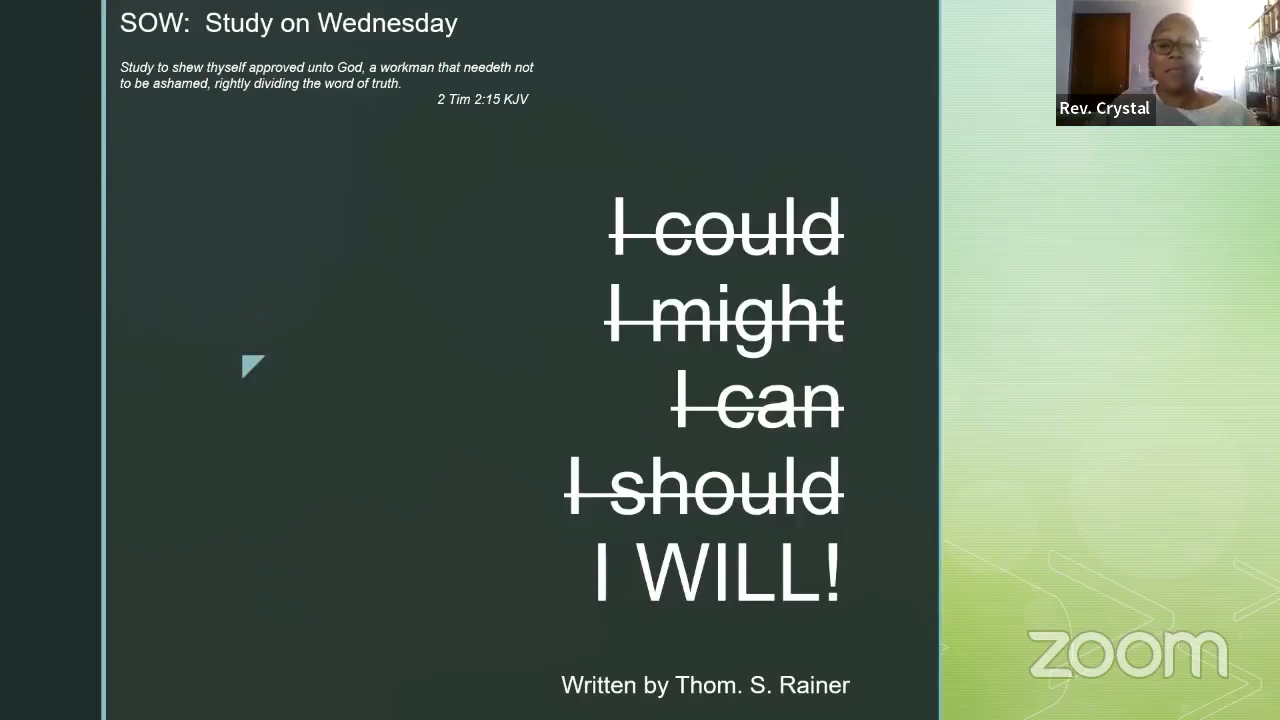 SOW:  Study on Wednesday
Study to shew thyself approved unto God, a workman that needeth not
to be ashamed, rightly dividing the word of truth.
2 Tim 2:15 KJV
Rev. Crystal
I could
I might
I can
I should
I WILL!
zoom
Written by Thom. S. Rainer